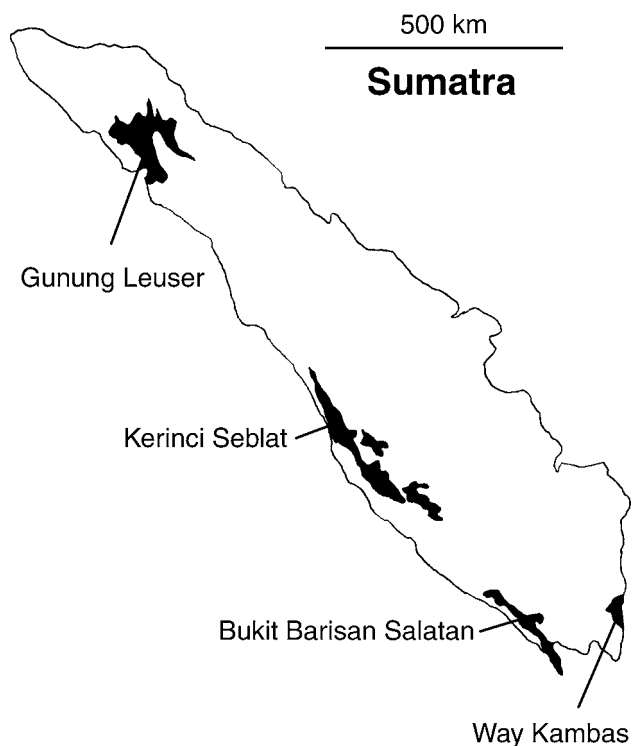 500 km
Sumatra
Gunung Leuser
Kerinci Seblat
Bukit Barisan Salatan
Way Kambas